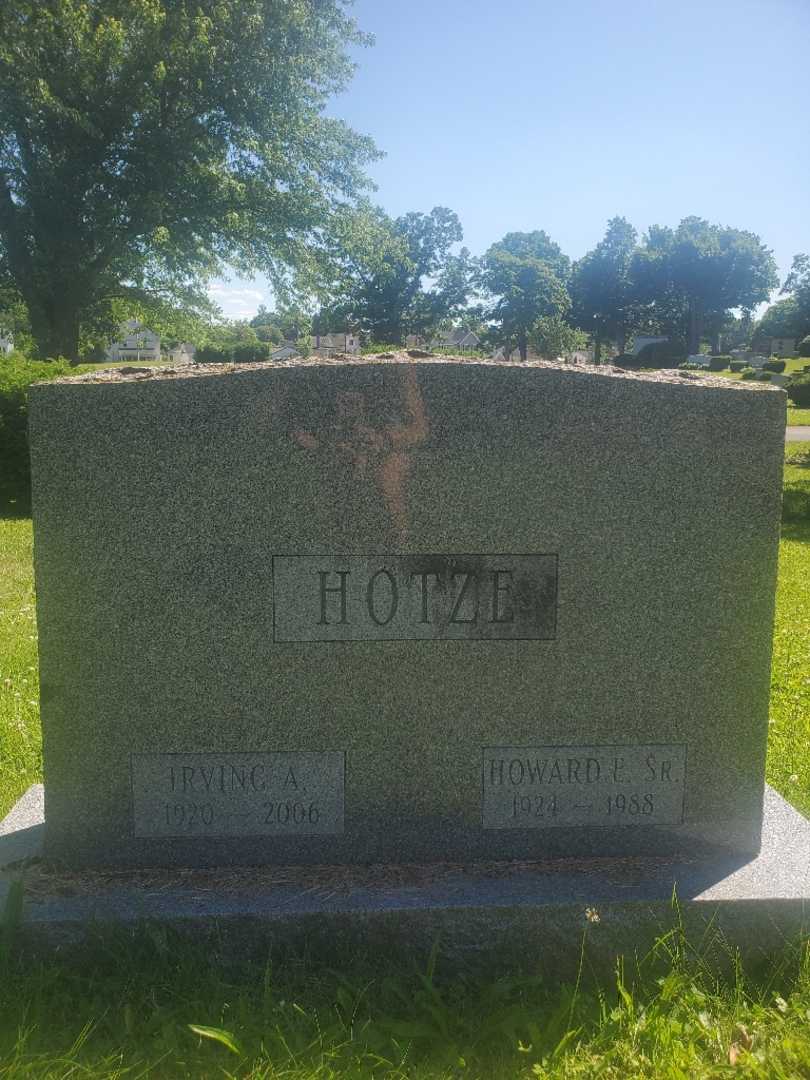 HOTZE
IRVING A.
1920 — 2006
HOWARD E. SR.
1924 — 1988